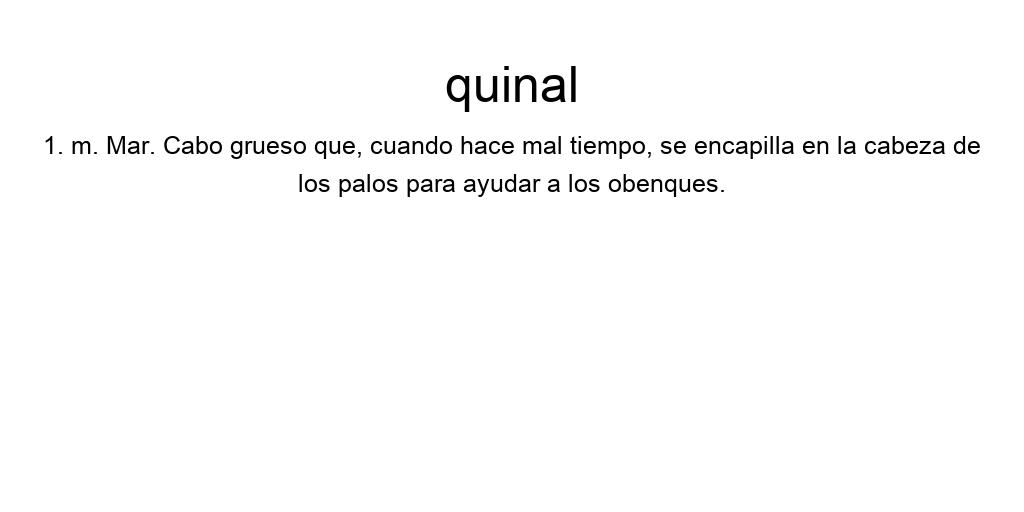 quinal
1. m. Mar. Cabo grueso que, cuando hace mal tiempo, se encapilla en la cabeza de
los palos para ayudar a los obenques.